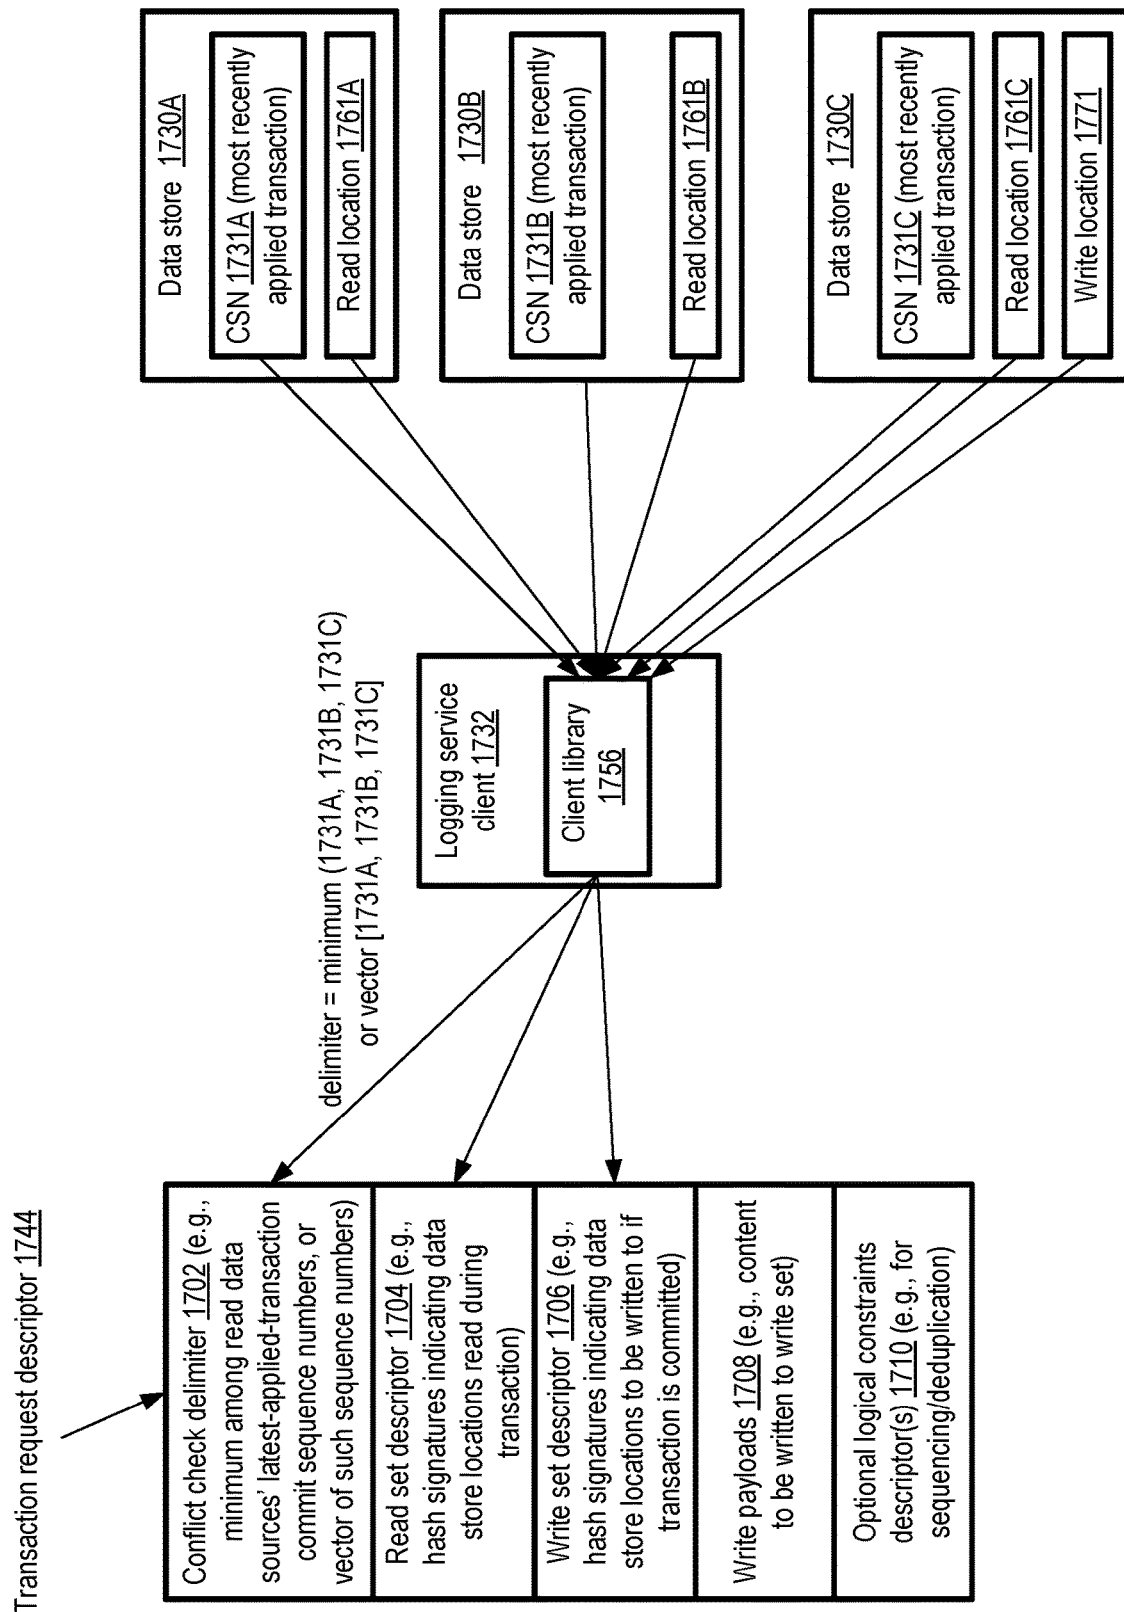 Transaction request descriptor 1744
Conflict check delimiter 1702 (e.g.,
minimum among read data
sources' latest-applied-transaction
commit sequence numbers, or
vector of such sequence numbers)
Read set descriptor 1704 (e.g.,
hash signatures indicating data
store locations read during
transaction)
Write set descriptor 1706 (e.g.,
hash signatures indicating data
store locations to be written to if
transaction is committed)
Write payloads 1708 (e.g., content
to be written to write set)
Optional logical constraints
descriptor(s) 1710 (e.g., for
sequencing/deduplication)
delimiter = minimum (1731A, 1731B, 1731C)
or vector [1731A, 1731B, 1731C]
Logging service
client 1732
Client library
1756
Data store 1730A
CSN 1731A (most recently
applied transaction)
Read location 1761A
Data store 1730B
CSN 1731B (most recently
applied transaction)
Read location 1761B
Data store 1730C
CSN 1731C (most recently
applied transaction)
Read location 1761C
Write location 1771